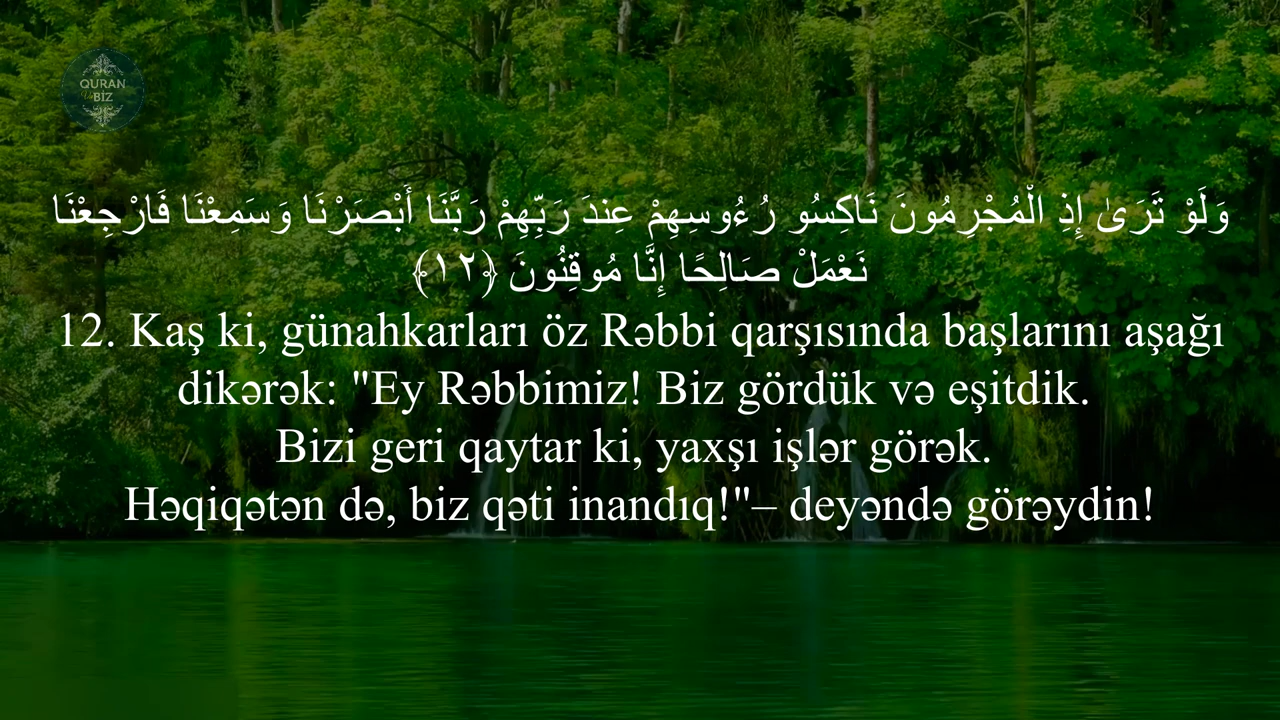 QURAN
Və
BİZ
وَلَوْ تَرَىٰ إِذِ الْمُجْرِمُونَ نَاكِسُو رُءُوسِهِمْ عِندَ رَبِّهِمْ رَبَّنَا أَبْصَرْنَا وَسَمِعْنَا فَارْجِعْنَا
نَعْمَلْ صَالِحًا إِنَّا مُوقِنُونَ ﴿١٢﴾
12. Kaş ki, günahkarları öz Rəbbi qarşısında başlarını aşağı
dikərək: "Ey Rəbbimiz! Biz gördük və eşitdik.
Bizi geri qaytar ki, yaxşı işlər görək.
Həqiqətən də, biz qəti inandıq!"– deyəndə görəydin!